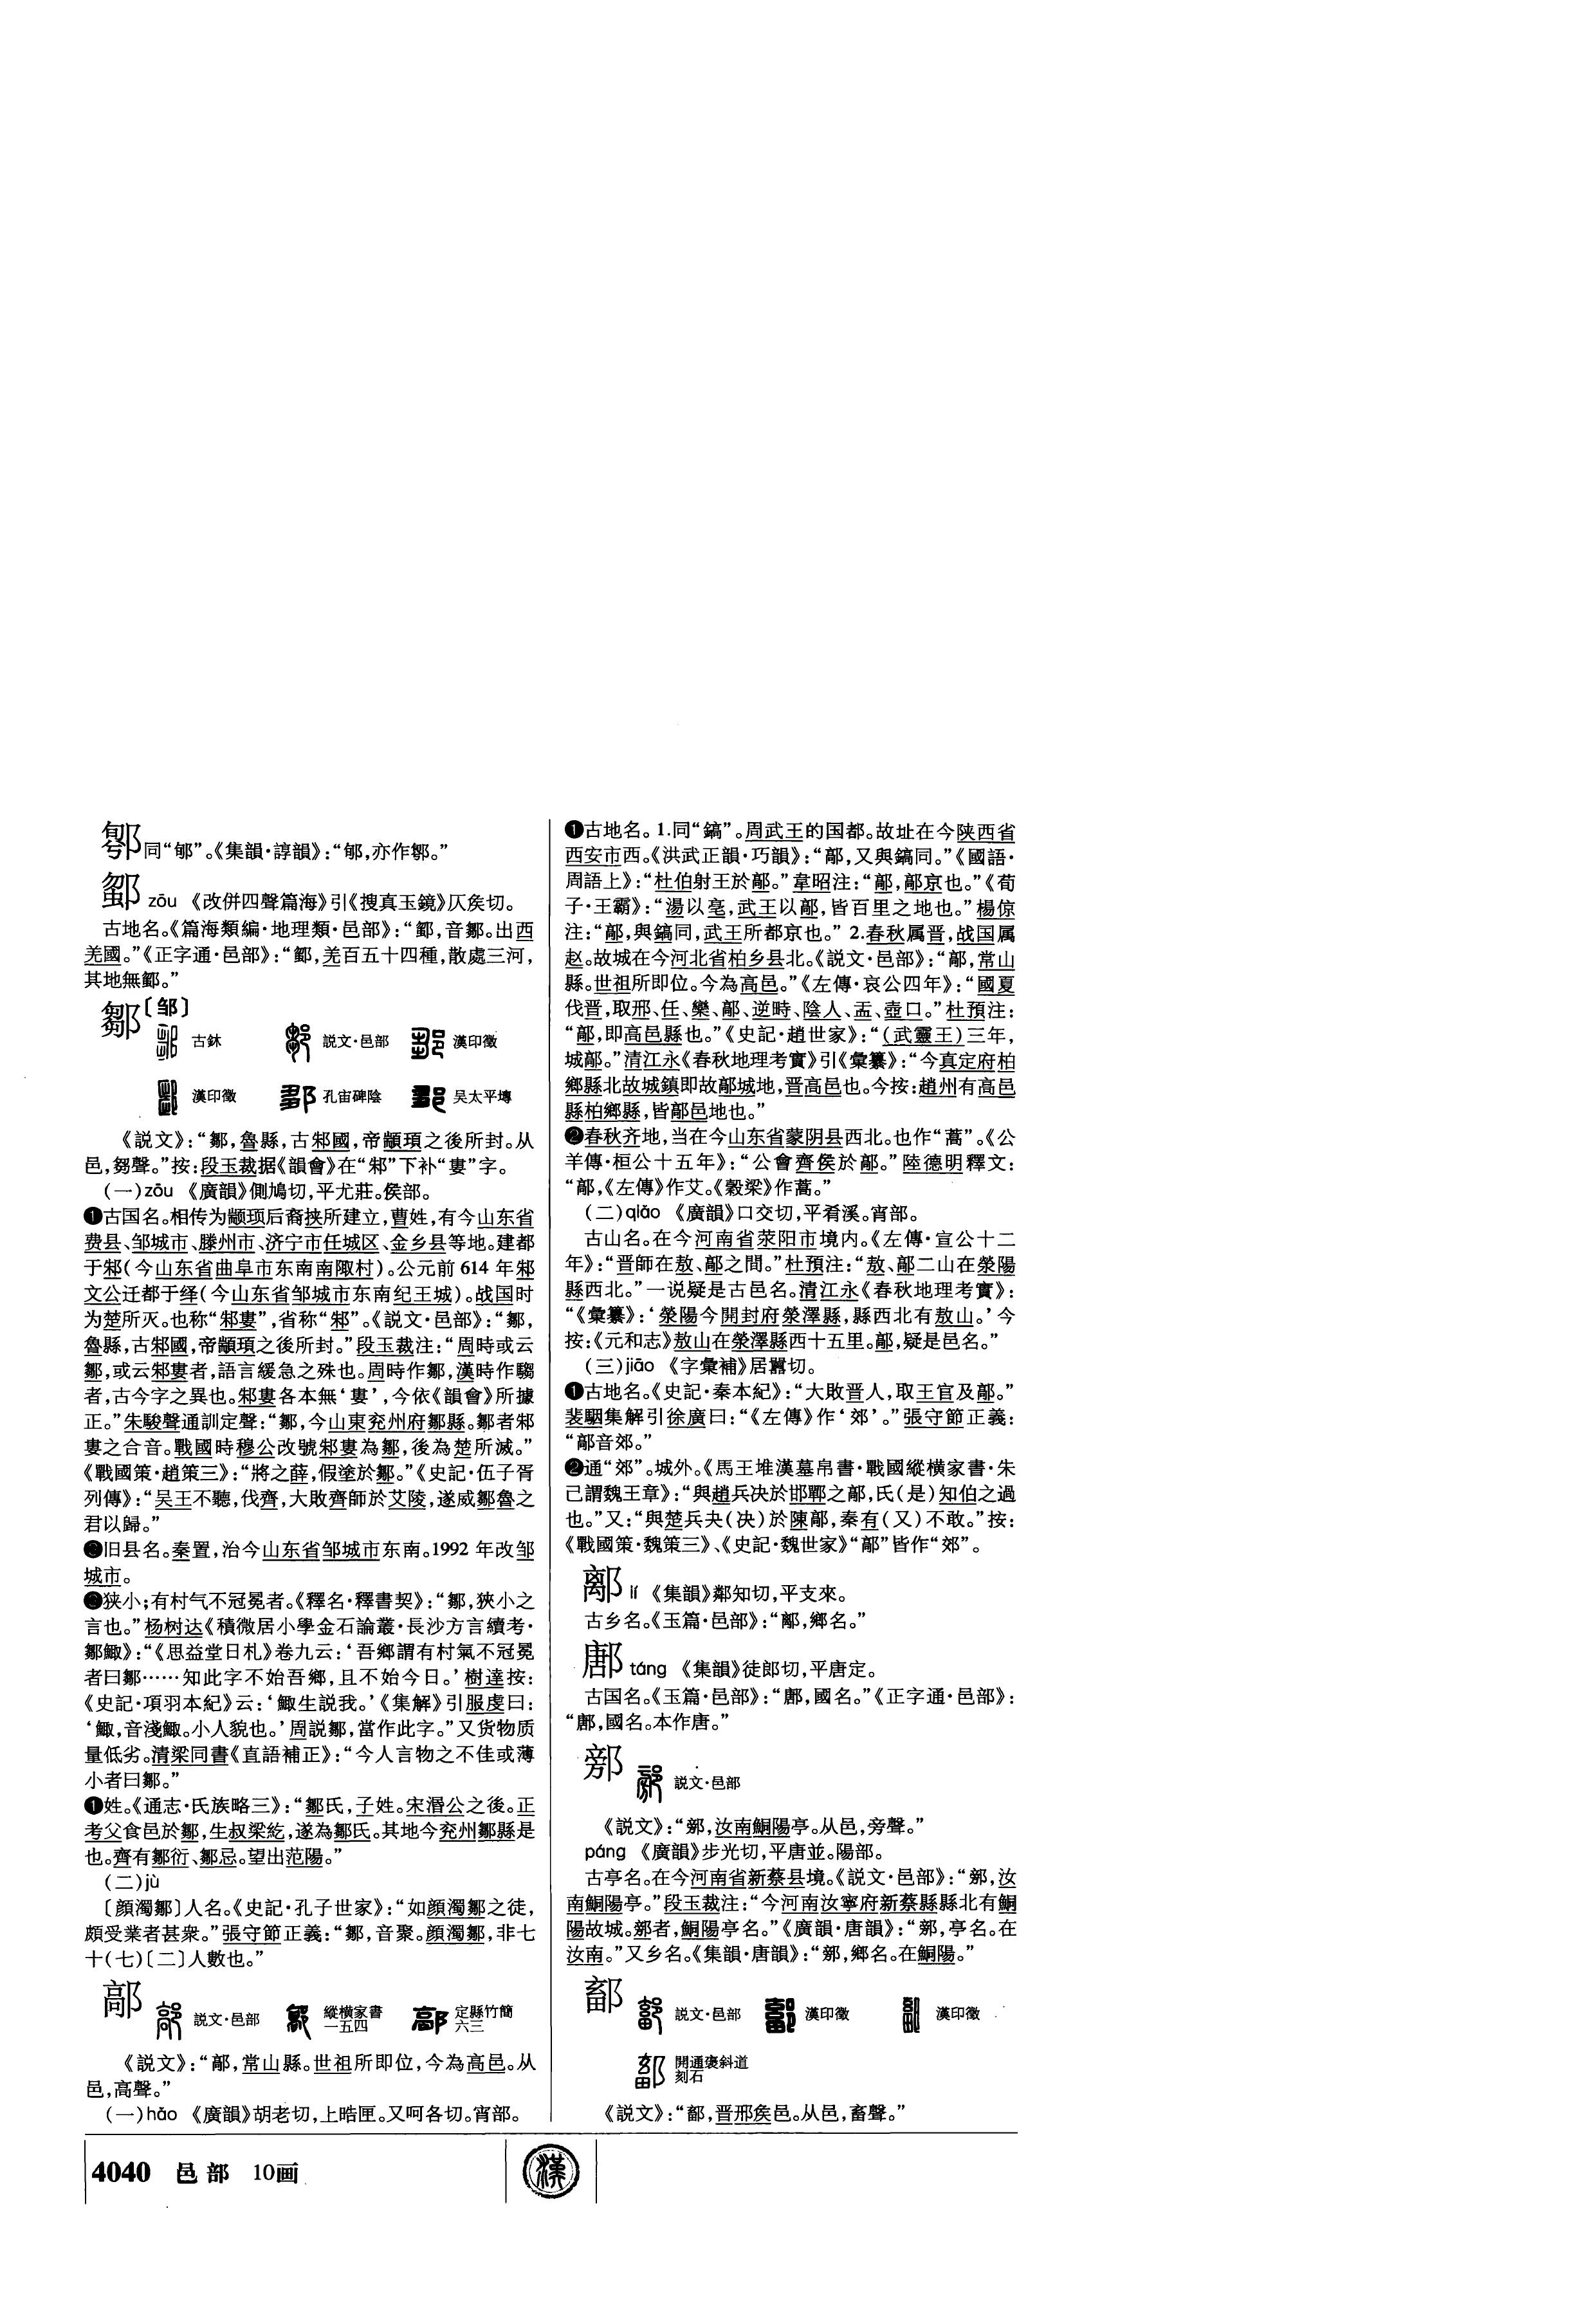 同“郇”。《集韻·諄韻》：“郇，亦作。”
zōu 《改併四聲篇海》引《搜真玉鏡》仄矦切。
古地名。《篇海類編·地理類·邑部》：“，音鄒。出西
羌國。”《正字通·邑部》：“，羌百五十四種，散處三河，
其地無。”
鄒〔邹〕
古鉥 説文·邑部 漢印徵
漢印徵 孔宙碑陰 吴太平塼
《説文》：“鄒，魯縣，古邾國，帝顓頊之後所封。从
邑，芻聲。”按：段玉裁据《韻會》在“邾”下补“婁”字。
（一）zōu 《廣韻》側鳩切，平尤莊。侯部。
❶古国名。相传为颛顼后裔挟所建立，曹姓，有今山东省
费县、邹城市、滕州市、济宁市任城区、金乡县等地。建都
于邾（今山东省曲阜市东南南陬村）。公元前614年邾
文公迁都于绎（今山东省邹城市东南纪王城）。战国时
为楚所灭。也称“邾婁”，省称“邾”。《説文·邑部》：“鄒，
魯縣，古邾國，帝顓頊之後所封。”段玉裁注：“周時或云
鄒，或云邾婁者，語言緩急之殊也。周時作鄒，漢時作騶
者，古今字之異也。邾婁各本無‘婁’，今依《韻會》所據
正。”朱駿聲通訓定聲：“鄒，今山東兖州府鄒縣。鄒者邾
婁之合音。戰國時穆公改號邾婁為鄒，後為楚所滅。”
《戰國策·趙策三》：“將之薛，假塗於鄒。”《史記·伍子胥
列傳》：“吴王不聽，伐齊，大敗齊師於艾陵，遂威鄒魯之
君以歸。”
❷旧县名。秦置，治今山东省邹城市东南。1992年改邹
城市。
❸狭小；有村气不冠冕者。《釋名·釋書契》：“鄒，狹小之
言也。”杨树达《積微居小學金石論叢·長沙方言續考·
鄒鯫》：“《思益堂日札》卷九云：‘吾鄉謂有村氣不冠冕
者曰鄒……知此字不始吾鄉，且不始今日。’樹達按：
《史記·項羽本紀》云：‘鯫生説我。’《集解》引服虔曰：
‘鯫，音淺鯫。小人貌也。’周説鄒，當作此字。”又货物质
量低劣。清梁同書《直語補正》：“今人言物之不佳或薄
小者曰鄒。”
❹姓。《通志·氏族略三》：“鄒氏，子姓。宋湣公之後。正
考父食邑於鄒，生叔梁紇，遂為鄒氏。其地今兖州鄒縣是
也。齊有鄒衍、鄒忌。望出范陽。”
（二）jù
〔顔濁鄒〕人名。《史記·孔子世家》：“如顔濁鄒之徒，
頗受業者甚衆。”張守節正義：“鄒，音聚。顔濁鄒，非七
十（七）〔二〕人數也。”
鄗
説文·邑部 縱横家書一五四 定縣竹簡六三
《説文》：“鄗，常山縣。世祖所即位，今為高邑。从
邑，高聲。”
（一）hǎo 《廣韻》胡老切，上晧匣。又呵各切。宵部。
❶古地名。1.同“鎬”。周武王的国都。故址在今陕西省
西安市西。《洪武正韻·巧韻》：“鄗，又與鎬同。”《國語·
周語上》：“杜伯射王於鄗。”韋昭注：“鄗，鄗京也。”《荀
子·王霸》：“湯以亳，武王以鄗，皆百里之地也。”楊倞
注：“鄗，與鎬同，武王所都京也。”2.春秋属晋，战国属
赵。故城在今河北省柏乡县北。《説文·邑部》：“鄗，常山
縣。世祖所即位。今為高邑。”《左傳·哀公四年》：“國夏
伐晋，取邢、任、欒、鄗、逆時、陰人、盂、壺口。”杜預注：
“鄗，即高邑縣也。”《史記·趙世家》：“（武靈王）三年，
城鄗。”清江永《春秋地理考實》引《彙纂》：“今真定府柏
鄉縣北故城鎮即故鄗城地，晋高邑也。今按：趙州有高邑
縣柏鄉縣，皆鄗邑地也。”
❷春秋齐地，当在今山东省蒙阴县西北。也作“蒿”。《公
羊傳·桓公十五年》：“公會齊侯於鄗。”陸德明釋文：
“鄗，《左傳》作艾。《穀梁》作蒿。”
（二）qiāo 《廣韻》口交切，平肴溪。宵部。
古山名。在今河南省荥阳市境内。《左傳·宣公十二
年》：“晋師在敖、鄗之間。”杜預注：“敖、鄗二山在滎陽
縣西北。”一说疑是古邑名。清江永《春秋地理考實》：
“《彙纂》：‘滎陽今開封府滎澤縣，縣西北有敖山。’今
按：《元和志》敖山在滎澤縣西十五里。鄗，疑是邑名。”
（三）jiāo 《字彙補》居囂切。
❶古地名。《史記·秦本紀》：“大敗晋人，取王官及鄗。”
裴駰集解引徐廣曰：“《左傳》作‘郊’。”張守節正義：
“鄗音郊。”
❷通“郊”。城外。《馬王堆漢墓帛書·戰國縱横家書·朱
己謂魏王章》：“與趙兵决於邯鄲之鄗，氏（是）知伯之過
也。”又：“與楚兵夬（决）於陳鄗，秦有（又）不敢。”按：
《戰國策·魏策三》、《史記·魏世家》“鄗”皆作“郊”。
lí 《集韻》鄰知切，平支來。
古乡名。《玉篇·邑部》：“，鄉名。”
鄌 táng 《集韻》徒郎切，平唐定。
古国名。《玉篇·邑部》：“鄌，國名。”《正字通·邑部》：
“鄌，國名。本作唐。”
説文·邑部
《説文》：“，汝南鮦陽亭。从邑，旁聲。”
páng 《廣韻》步光切，平唐並。陽部。
古亭名。在今河南省新蔡县境。《説文·邑部》：“，汝
南鮦陽亭。”段玉裁注：“今河南汝寧府新蔡縣縣北有鮦
陽故城。者，鮦陽亭名。”《廣韻·唐韻》：“，亭名。在
汝南。”又乡名。《集韻·唐韻》：“，鄉名。在鮦陽。”
鄐
説文·邑部 漢印徵 漢印徵
開通褒斜道刻石
《説文》：“鄐，晋邢矦邑。从邑，畜聲。”
4040 邑部 10画
漢